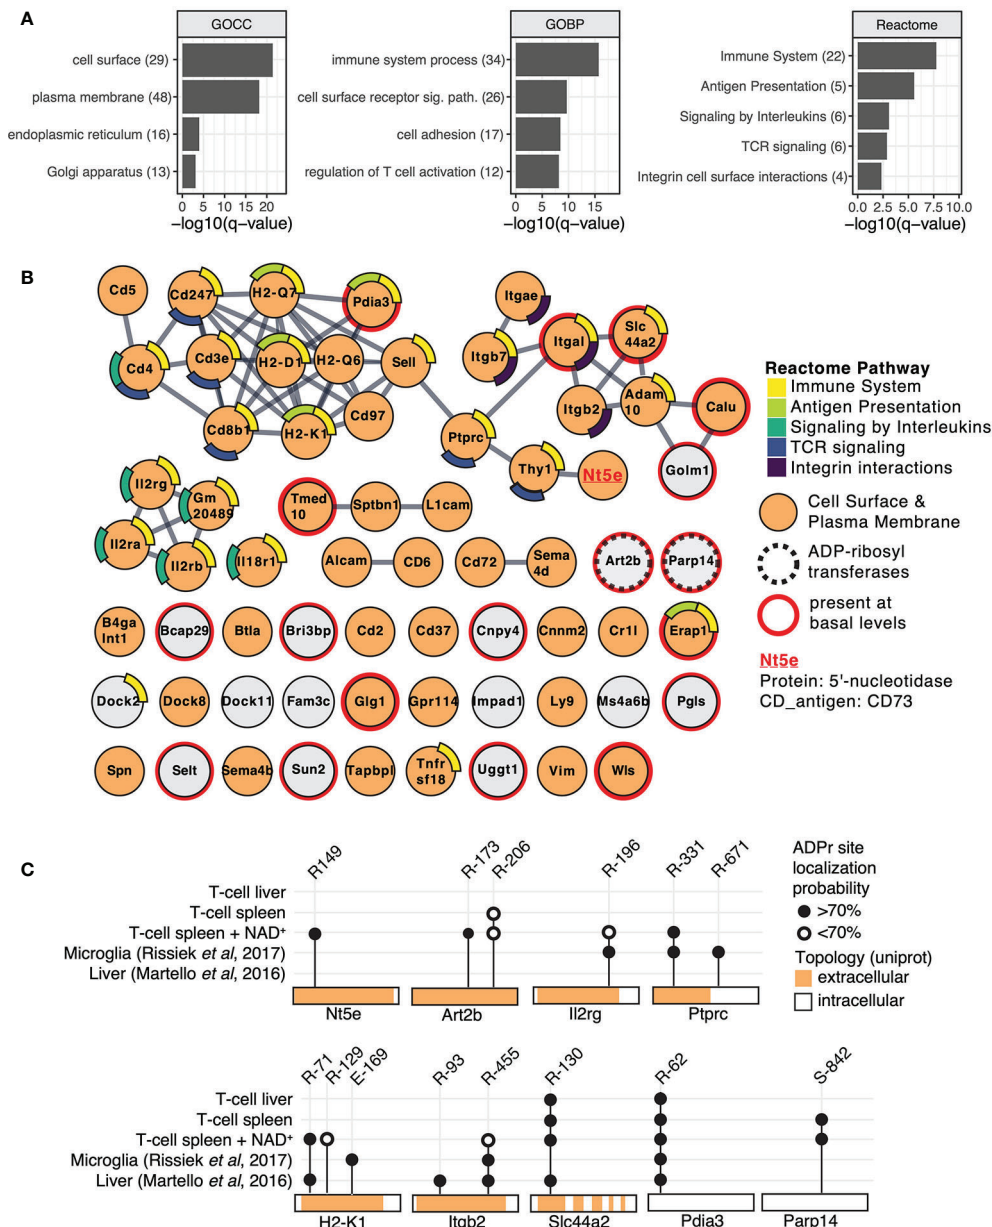 A
GOCC
cell surface (29)
plasma membrane (48)
endoplasmic reticulum (16)
Golgi apparatus (13)
0 5 10 15 20
−log10(q−value)
GOBP
immune system process (34)
cell surface receptor sig. path. (26)
cell adhesion (17)
regulation of T cell activation (12)
0 5 10 15
−log10(q−value)
Reactome
Immune System (22)
Antigen Presentation (5)
Signaling by Interleukins (6)
TCR signaling (6)
Integrin cell surface interactions (4)
0.0 2.5 5.0 7.5 10.0
−log10(q−value)
B
Cd5
Cd247
H2-Q7
Pdia3
Cd4
Cd3e
H2-D1
H2-Q6
Sell
Cd8b1
H2-K1
Cd97
Itgae
Itgb7
Itgal
Slc
44a2
Itgb2
Adam
10
Calu
Ptprc
Thy1
Nt5e
Golm1
Il2rg
Gm
20489
Il2ra
Il2rb
Il18r1
Tmed
10
Sptbn1
L1cam
Alcam
CD6
Cd72
Sema
4d
Art2b
Parp14
B4ga
lnt1
Bcap29
Btla
Bri3bp
Cd2
Cd37
Cnpy4
Cnnm2
Cr1l
Erap1
Dock2
Dock8
Dock11
Fam3c
Glg1
Gpr114
Impad1
Ly9
Ms4a6b
Pgls
Spn
Selt
Sema4b
Sun2
Tapbpl
Tnfr
sf18
Uggt1
Vim
Wls
Reactome Pathway
Immune System
Antigen Presentation
Signaling by Interleukins
TCR signaling
Integrin interactions
Cell Surface &
Plasma Membrane
ADP-ribosyl
transferases
present at
basal levels
Nt5e
Protein: 5'-nucleotidase
CD_antigen: CD73
C
R149
R-173
R-206
R-196
R-331
R-671
T-cell liver
T-cell spleen
T-cell spleen + NAD⁺
Microglia (Rissiek et al, 2017)
Liver (Martello et al, 2016)
Nt5e
Art2b
Il2rg
Ptprc
ADPr site
localization
probability
>70%
<70%
Topology (uniprot)
extracellular
intracellular
R-71
R-129
E-169
R-93
R-455
R-130
R-62
S-842
T-cell liver
T-cell spleen
T-cell spleen + NAD⁺
Microglia (Rissiek et al, 2017)
Liver (Martello et al, 2016)
H2-K1
Itgb2
Slc44a2
Pdia3
Parp14